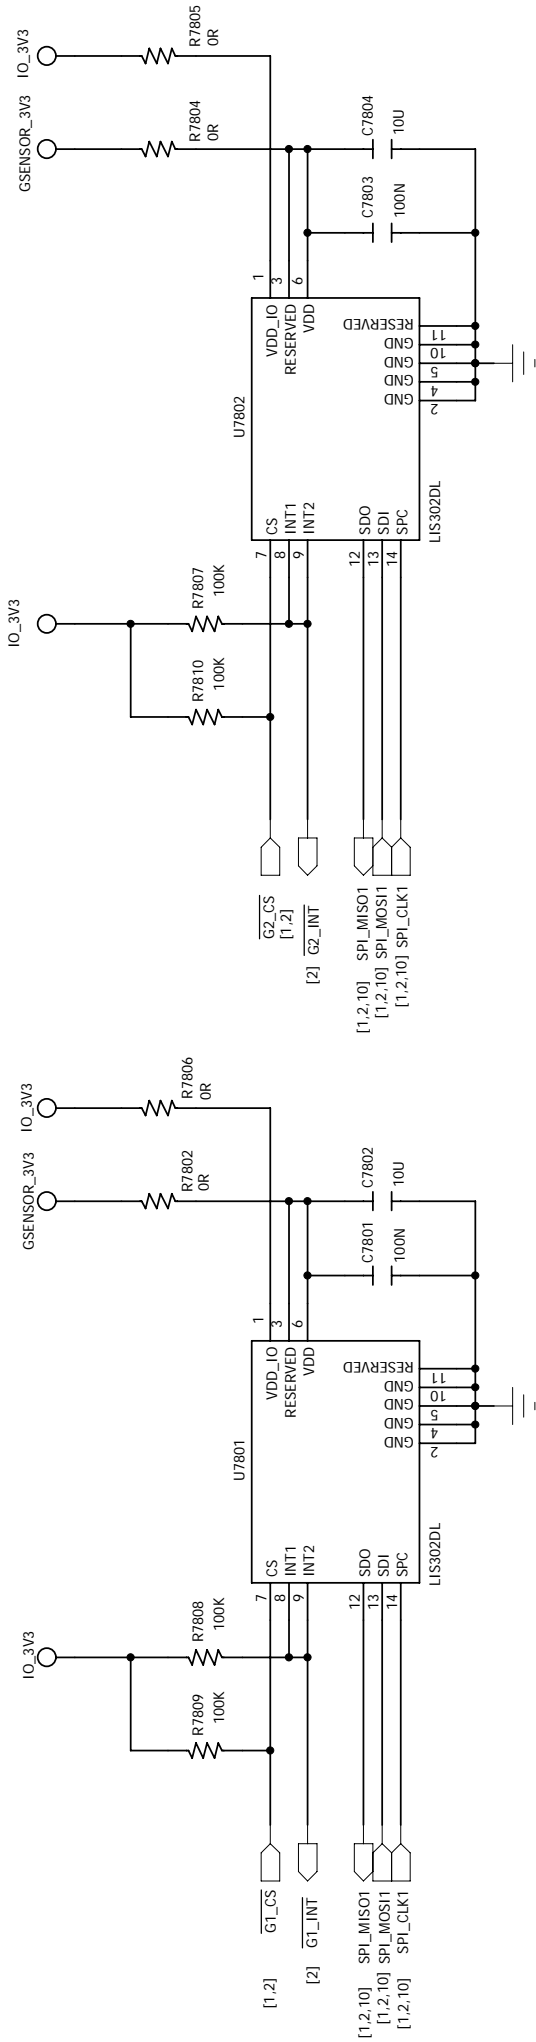 IO_3V3
R7805
0R
GSENSOR_3V3
R7804
0R
C7804
10U
C7803
100N
1
3
6
VDD_IO
RESERVED
VDD
RESERVED
GND
GND
GND
GND
11
10
5
4
2
U7802
LIS302DL
CS
INT1
INT2
SDO
SDI
SPC
7
8
9
12
13
14
IO_3V3
R7807
100K
R7810
100K
G2_CS
[1,2]
[2] G2_INT
[1,2,10] SPI_MISO1
[1,2,10] SPI_MOSI1
[1,2,10] SPI_CLK1
IO_3V3
R7806
0R
GSENSOR_3V3
R7802
0R
C7802
10U
C7801
100N
1
3
6
VDD_IO
RESERVED
VDD
RESERVED
GND
GND
GND
GND
11
10
5
4
2
U7801
LIS302DL
CS
INT1
INT2
SDO
SDI
SPC
7
8
9
12
13
14
IO_3V3
R7808
100K
R7809
100K
[1,2] G1_CS
[2] G1_INT
[1,2,10] SPI_MISO1
[1,2,10] SPI_MOSI1
[1,2,10] SPI_CLK1